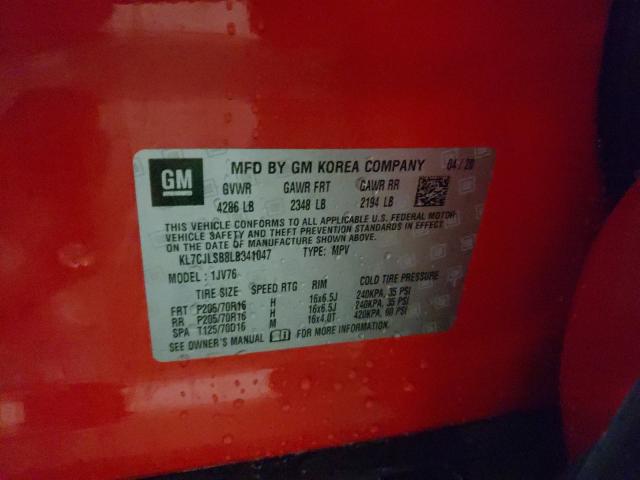 GM MFD BY GM KOREA COMPANY 04/20
GVWR GAWR FRT GAWR RR
4286 LB 2348 LB 2194 LB
THIS VEHICLE CONFORMS TO ALL APPLICABLE U.S. FEDERAL MOTOR
VEHICLE SAFETY AND THEFT PREVENTION STANDARDS IN EFFECT
ON THE DATE OF MANUFACTURE SHOWN ABOVE.
KL7CJLSB8LB341047 TYPE: MPV
MODEL: 1JV76
TIRE SIZE SPEED RTG RIM COLD TIRE PRESSURE
FRT P205/70R16 H 16x6.5J 240KPA, 35 PSI
RR P205/70R16 H 16x6.5J 240KPA, 35 PSI
SPA T125/70D16 M 16x4.0T 420KPA, 60 PSI
SEE OWNER'S MANUAL FOR MORE INFORMATION.